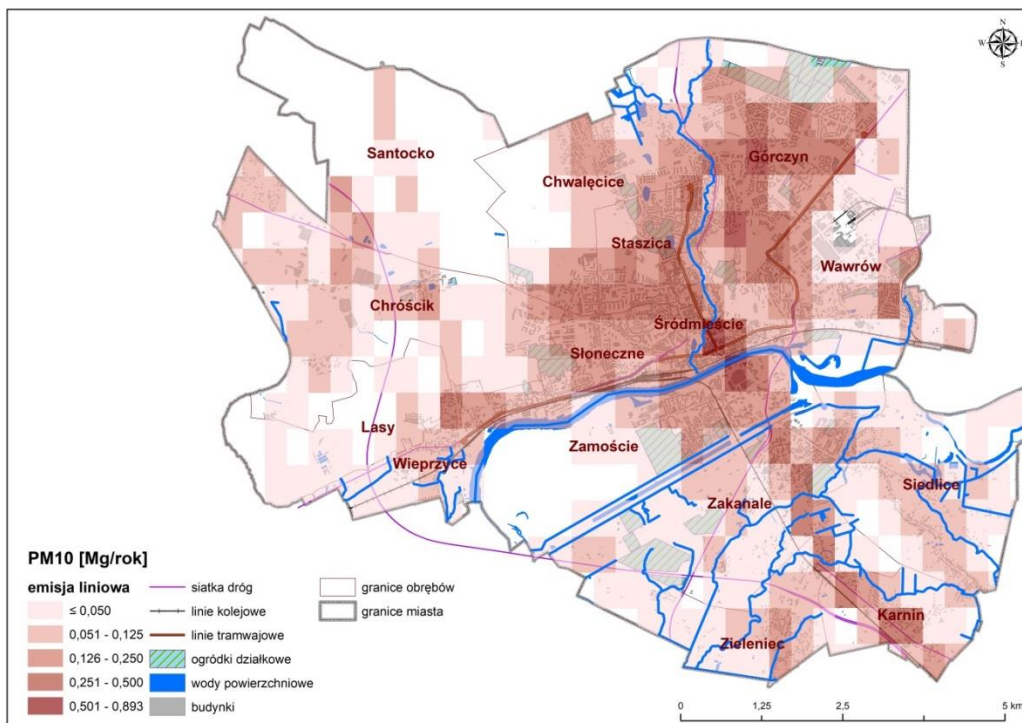 N
W E
S
Santocko
Górczyn
Chwalęcice
Staszica
Wawrów
Chróścik
Śródmieście
Słoneczne
Lasy
Zamoście
Wieprzyce
Siedlice
Zakanale
Karnin
Zieleniec
PM10 [Mg/rok]
emisja liniowa
≤ 0,050
0,051 - 0,125
0,126 - 0,250
0,251 - 0,500
0,501 - 0,893
siatka dróg
linie kolejowe
linie tramwajowe
ogródki działkowe
wody powierzchniowe
budynki
granice obrębów
granice miasta
0 1,25 2,5 5 km